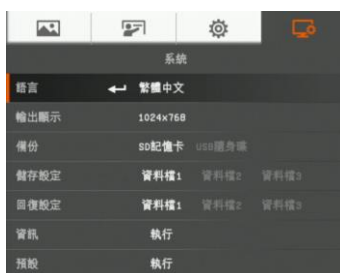 系統
語言 繁體中文
輸出顯示 1024x768
備份 SD記憶卡 USB隨身碟
儲存設定 資料檔1 資料檔2 資料檔3
回復設定 資料檔1 資料檔2 資料檔3
資訊 執行
預設 執行